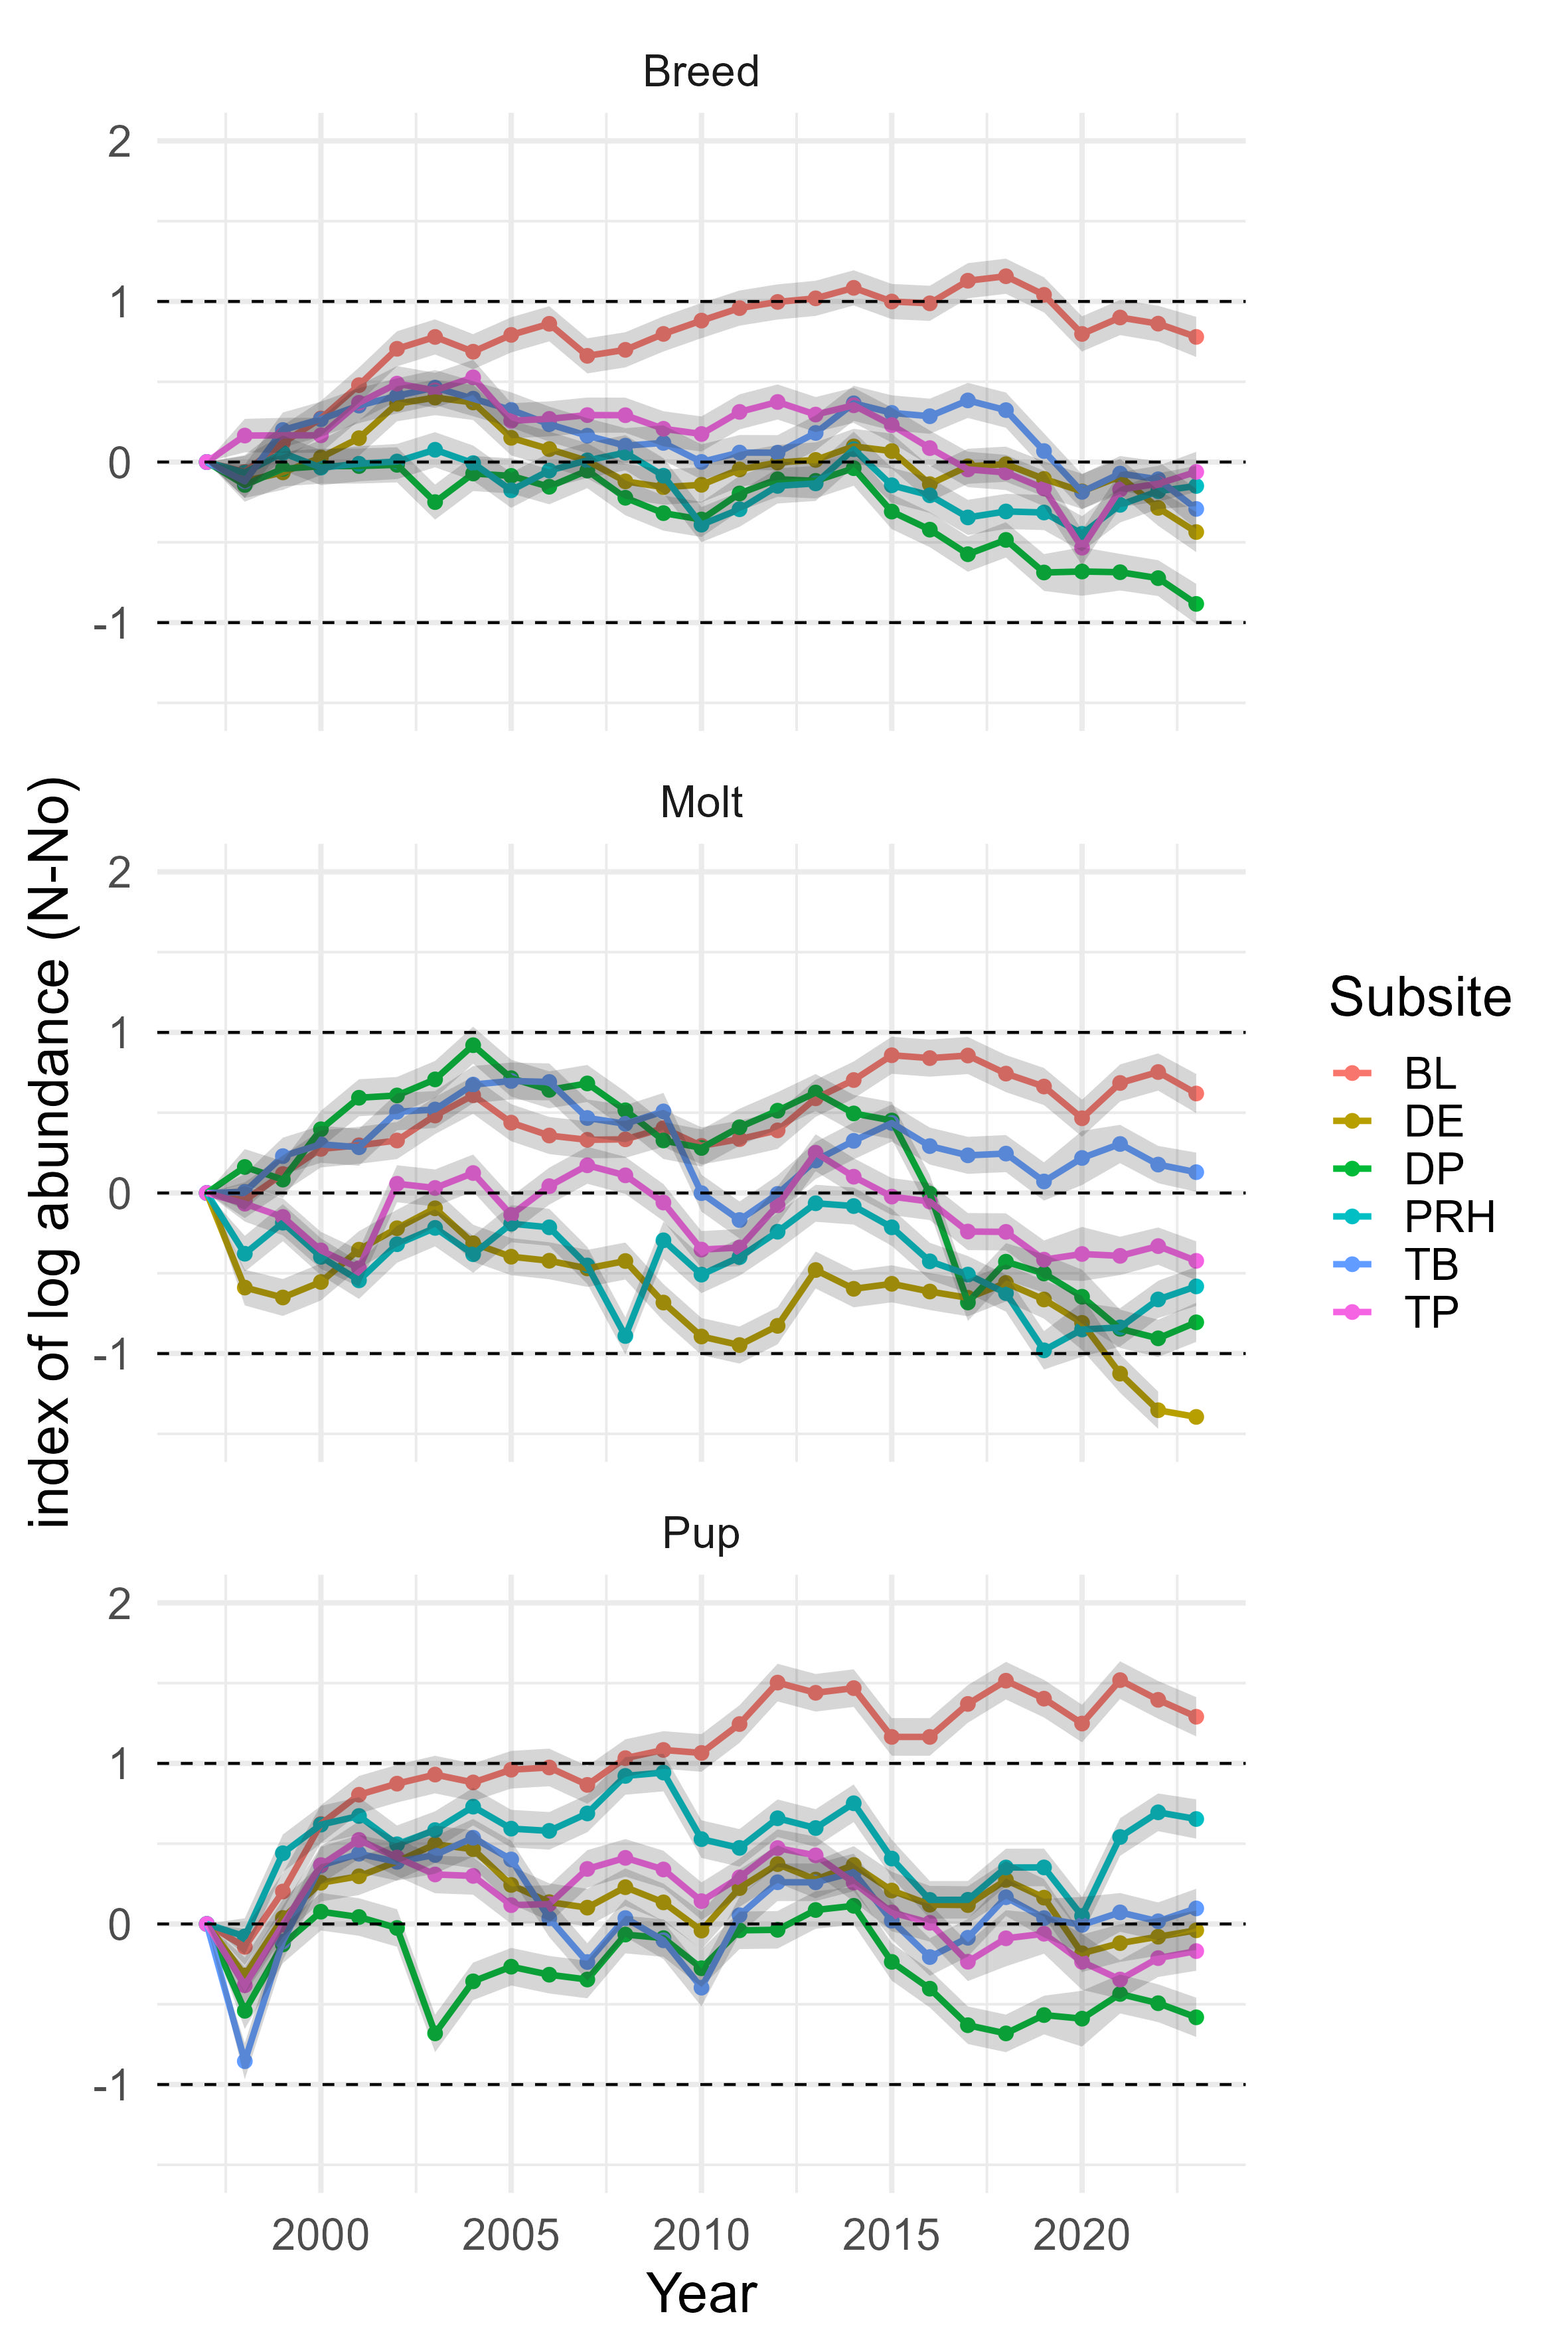 Breed
2
1
0
-1
Molt
2
1
0
-1
Pup
2
1
0
-1
2000 2005 2010 2015 2020
Year
index of log abundance (N-No)
Subsite
BL
DE
DP
PRH
TB
TP